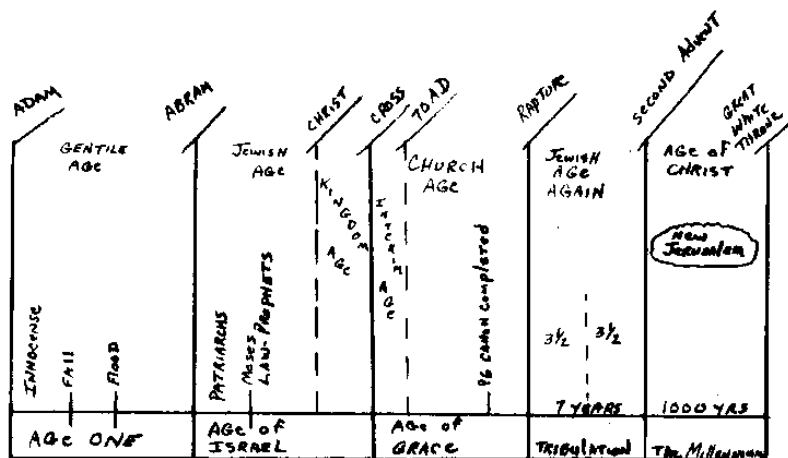 ADAM
ABRAM
CHRIST
CROSS
70 A.D
RAPTURE
SECOND ADVENT
GREAT
WHITE
THRONE
GENTILE
AGe
JEWISH
AGe
KINGDOM
AGe
INTERIM
AGe
CHURCH
AGe
JEWISH
AGe
AGAIN
AGe of
CHRIST
NEW
JERUSALEM
INNOCENSE
FALL
FlOOD
PATRIARCHS
Moses
LAW-PROPHETS
96 CANON Completed
3½
3½
7 YEARS
1000 YRS
AGe ONE
AGe of
ISRAEL
AGe of
GRACE
TRIBULATION
The Millennium